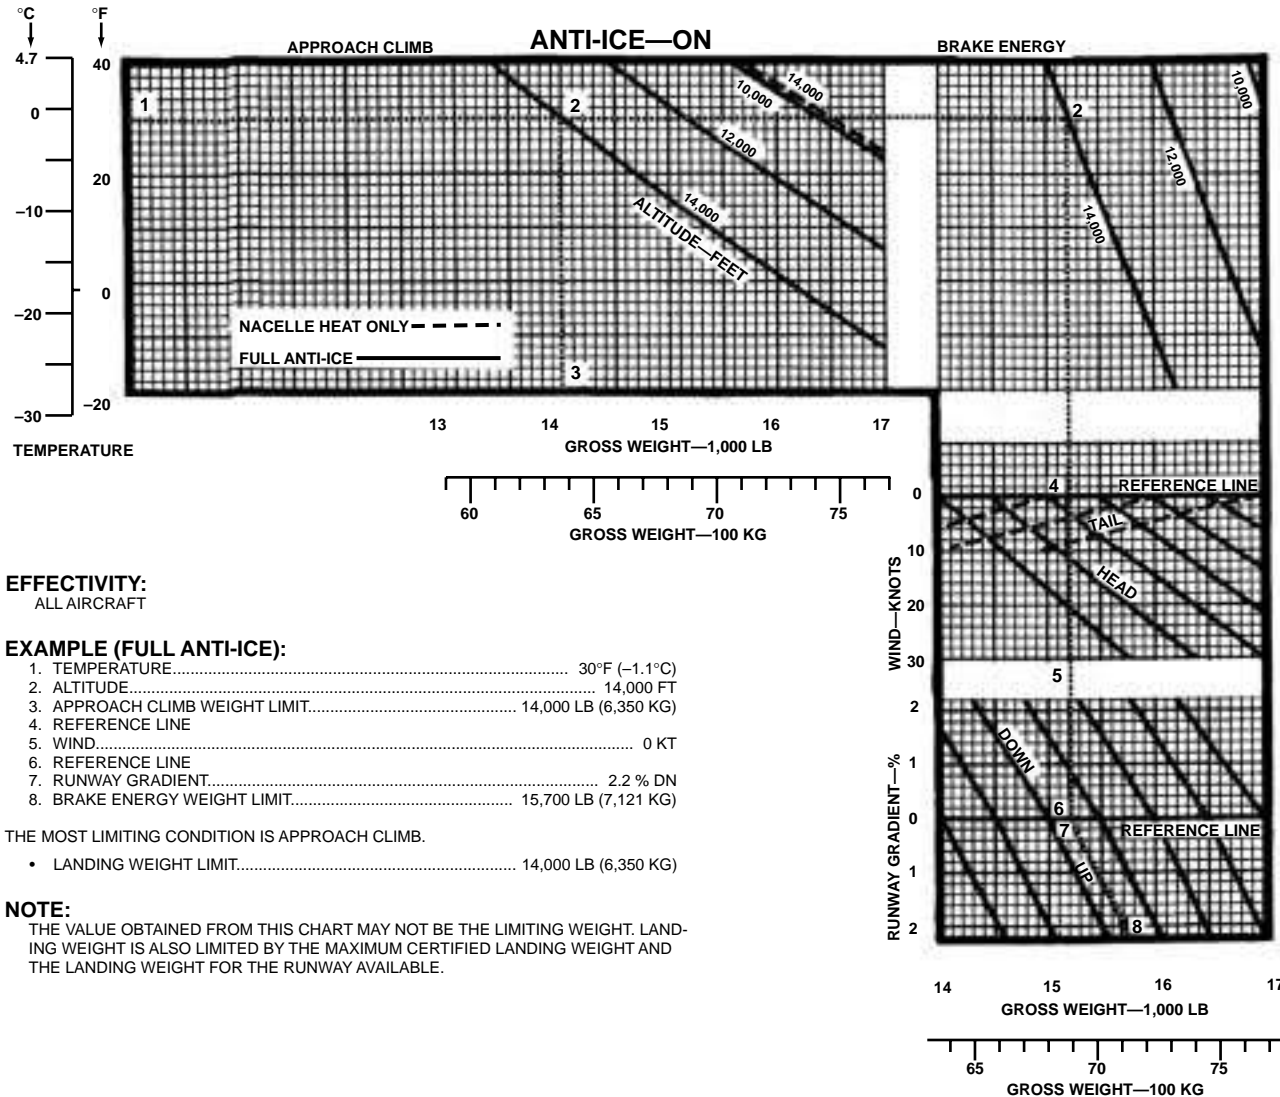 °C
°F
APPROACH CLIMB
ANTI-ICE—ON
BRAKE ENERGY
4.7
0
–10
–20
–30
40
20
0
–20
TEMPERATURE
1
2
3
10,000
14,000
12,000
14,000
ALTITUDE—FEET
NACELLE HEAT ONLY
FULL ANTI-ICE
13 14 15 16 17
GROSS WEIGHT—1,000 LB
60 65 70 75
GROSS WEIGHT—100 KG
2
10,000
12,000
14,000
4
REFERENCE LINE
TAIL
HEAD
0
10
20
30
WIND—KNOTS
5
2
1
0
1
2
RUNWAY GRADIENT—%
DOWN
6
7
REFERENCE LINE
UP
8
14 15 16 17
GROSS WEIGHT—1,000 LB
65 70 75
GROSS WEIGHT—100 KG
EFFECTIVITY:
ALL AIRCRAFT
EXAMPLE (FULL ANTI-ICE):
1. TEMPERATURE................................ 30°F (–1.1°C)
2. ALTITUDE................................ 14,000 FT
3. APPROACH CLIMB WEIGHT LIMIT................................ 14,000 LB (6,350 KG)
4. REFERENCE LINE
5. WIND................................ 0 KT
6. REFERENCE LINE
7. RUNWAY GRADIENT................................ 2.2 % DN
8. BRAKE ENERGY WEIGHT LIMIT................................ 15,700 LB (7,121 KG)
THE MOST LIMITING CONDITION IS APPROACH CLIMB.
• LANDING WEIGHT LIMIT................................ 14,000 LB (6,350 KG)
NOTE:
THE VALUE OBTAINED FROM THIS CHART MAY NOT BE THE LIMITING WEIGHT. LAND-
ING WEIGHT IS ALSO LIMITED BY THE MAXIMUM CERTIFIED LANDING WEIGHT AND
THE LANDING WEIGHT FOR THE RUNWAY AVAILABLE.